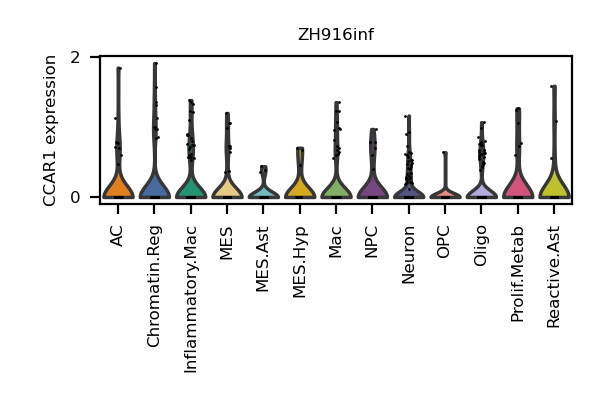 ZH916inf
CCAR1 expression
2
0
AC
Chromatin.Reg
Inflammatory.Mac
MES
MES.Ast
MES.Hyp
Mac
NPC
Neuron
OPC
Oligo
Prolif.Metab
Reactive.Ast